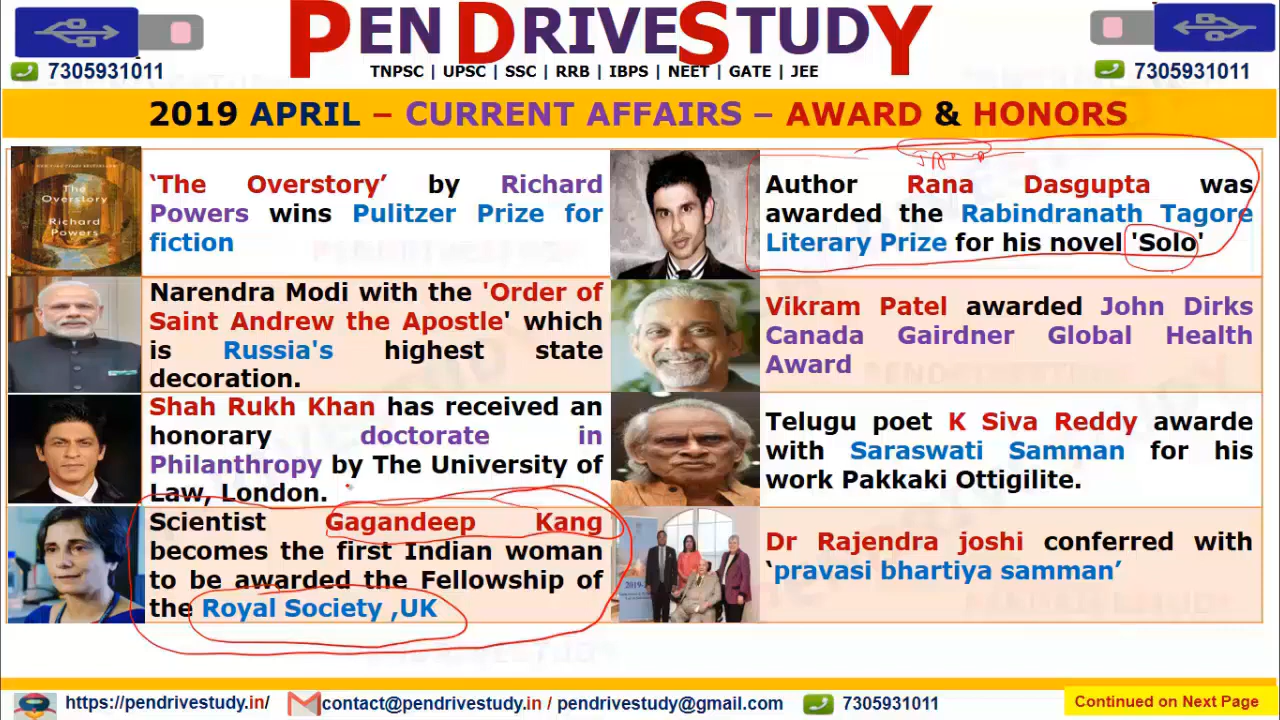 PENDRIVESTUDY
TNPSC | UPSC | SSC | RRB | IBPS | NEET | GATE | JEE
7305931011
7305931011
2019 APRIL – CURRENT AFFAIRS – AWARD & HONORS
The
Overstory
Richard
Powers
‘The Overstory’ by Richard
Powers wins Pulitzer Prize for
fiction
Author Rana Dasgupta was
awarded the Rabindranath Tagore
Literary Prize for his novel 'Solo'
Narendra Modi with the 'Order of
Saint Andrew the Apostle' which
is Russia's highest state
decoration.
Vikram Patel awarded John Dirks
Canada Gairdner Global Health
Award
Shah Rukh Khan has received an
honorary doctorate in
Philanthropy by The University of
Law, London.
Telugu poet K Siva Reddy awarde
with Saraswati Samman for his
work Pakkaki Ottigilite.
Scientist Gagandeep Kang
becomes the first Indian woman
to be awarded the Fellowship of
the Royal Society ,UK
Dr Rajendra joshi conferred with
‘pravasi bhartiya samman’
https://pendrivestudy.in/
contact@pendrivestudy.in / pendrivestudy@gmail.com
7305931011
Continued on Next Page